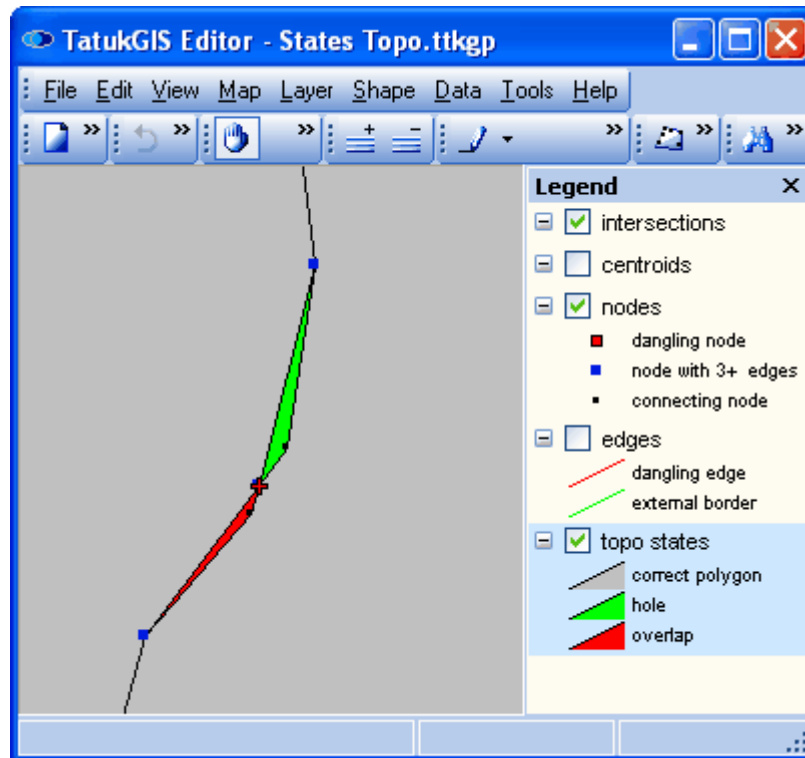 TatukGIS Editor - States Topo.ttkgp
File Edit View Map Layer Shape Data Tools Help
Legend
intersections
centroids
nodes
dangling node
node with 3+ edges
connecting node
edges
dangling edge
external border
topo states
correct polygon
hole
overlap